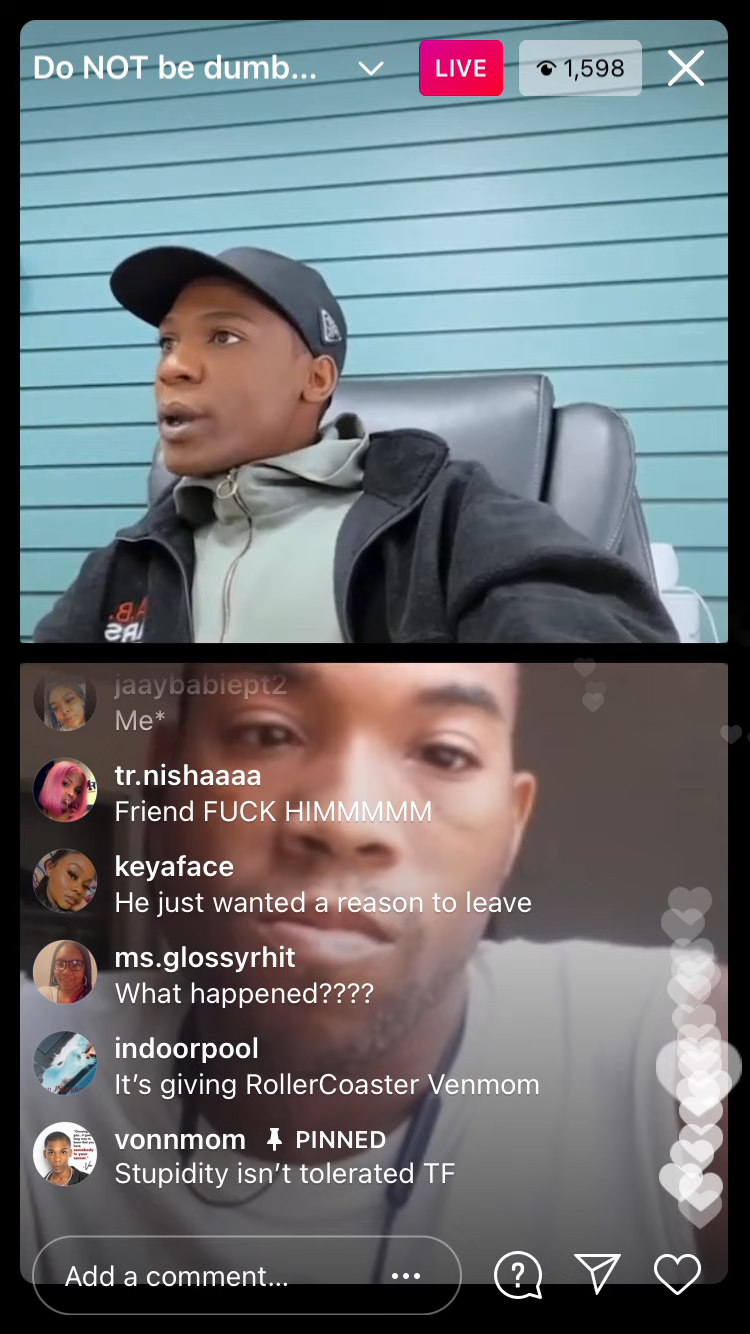 Do NOT be dumb...
LIVE
1,598
jaaybabiept2
Me*
tr.nishaaaa
Friend FUCK HIMMMMM
keyaface
He just wanted a reason to leave
ms.glossyrhit
What happened????
indoorpool
It’s giving RollerCoaster Venmom
vonnmom PINNED
Stupidity isn’t tolerated TF
Add a comment...